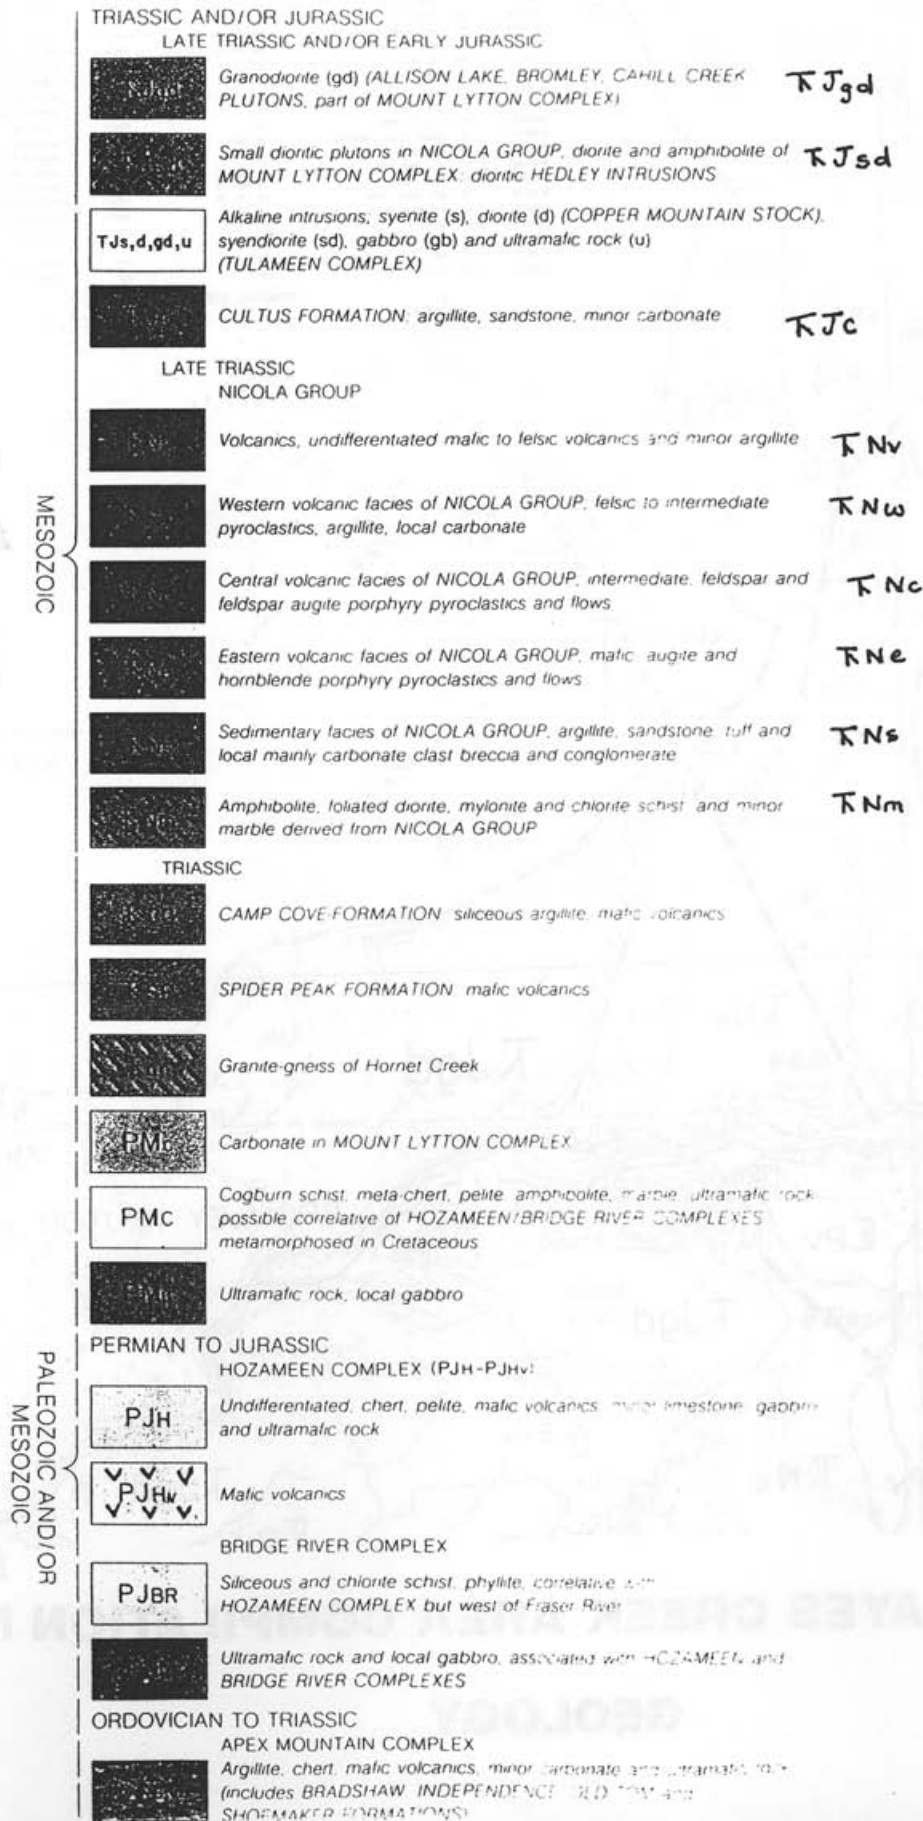 TRIASSIC AND/OR JURASSIC
LATE TRIASSIC AND/OR EARLY JURASSIC
Granodiorite (gd) (ALLISON LAKE, BROMLEY, CAHILL CREEK
PLUTONS, part of MOUNT LYTTON COMPLEX)
TJgd
Small dioritic plutons in NICOLA GROUP, diorite and amphibolite of
MOUNT LYTTON COMPLEX: dioritic HEDLEY INTRUSIONS
TJsd
TJs,d,gd,u
Alkaline intrusions; syenite (s), diorite (d) (COPPER MOUNTAIN STOCK),
syendiorite (sd), gabbro (gb) and ultramafic rock (u)
(TULAMEEN COMPLEX)
CULTUS FORMATION: argillite, sandstone, minor carbonate
TJc
LATE TRIASSIC
NICOLA GROUP
Volcanics, undifferentiated mafic to felsic volcanics and minor argillite
TNv
Western volcanic facies of NICOLA GROUP, felsic to intermediate
pyroclastics, argillite, local carbonate
TNw
Central volcanic facies of NICOLA GROUP, intermediate, feldspar and
feldspar augite porphyry pyroclastics and flows
TNc
Eastern volcanic facies of NICOLA GROUP, mafic, augite and
hornblende porphyry pyroclastics and flows
TNe
Sedimentary facies of NICOLA GROUP, argillite, sandstone, tuff and
local mainly carbonate clast breccia and conglomerate
TNs
Amphibolite, foliated diorite, mylonite and chlorite schist and minor
marble derived from NICOLA GROUP
TNm
MESOZOIC
TRIASSIC
CAMP COVE FORMATION: siliceous argillite, mafic volcanics
SPIDER PEAK FORMATION: mafic volcanics
Granite-gneiss of Hornet Creek
Carbonate in MOUNT LYTTON COMPLEX
PMC
Cogburn schist, meta-chert, pelite, amphibolite, marble, ultramafic rock
possible correlative of HOZAMEEN/BRIDGE RIVER COMPLEXES
metamorphosed in Cretaceous
Ultramafic rock, local gabbro
PERMIAN TO JURASSIC
HOZAMEEN COMPLEX (PJH-PJHv)
PJH
Undifferentiated, chert, pelite, mafic volcanics, minor limestone, gabbro
and ultramafic rock
PJHv
Mafic volcanics
PALEOZOIC AND/OR
MESOZOIC
BRIDGE RIVER COMPLEX
PJBR
Siliceous and chlorite schist, phyllite, correlative with
HOZAMEEN COMPLEX but west of Fraser River
Ultramafic rock and local gabbro, associated with HOZAMEEN and
BRIDGE RIVER COMPLEXES
ORDOVICIAN TO TRIASSIC
APEX MOUNTAIN COMPLEX
Argillite, chert, mafic volcanics, minor carbonate and ultramafic rock
(includes BRADSHAW, INDEPENDENCE, OLD TOM and
SHOEMAKER FORMATIONS)